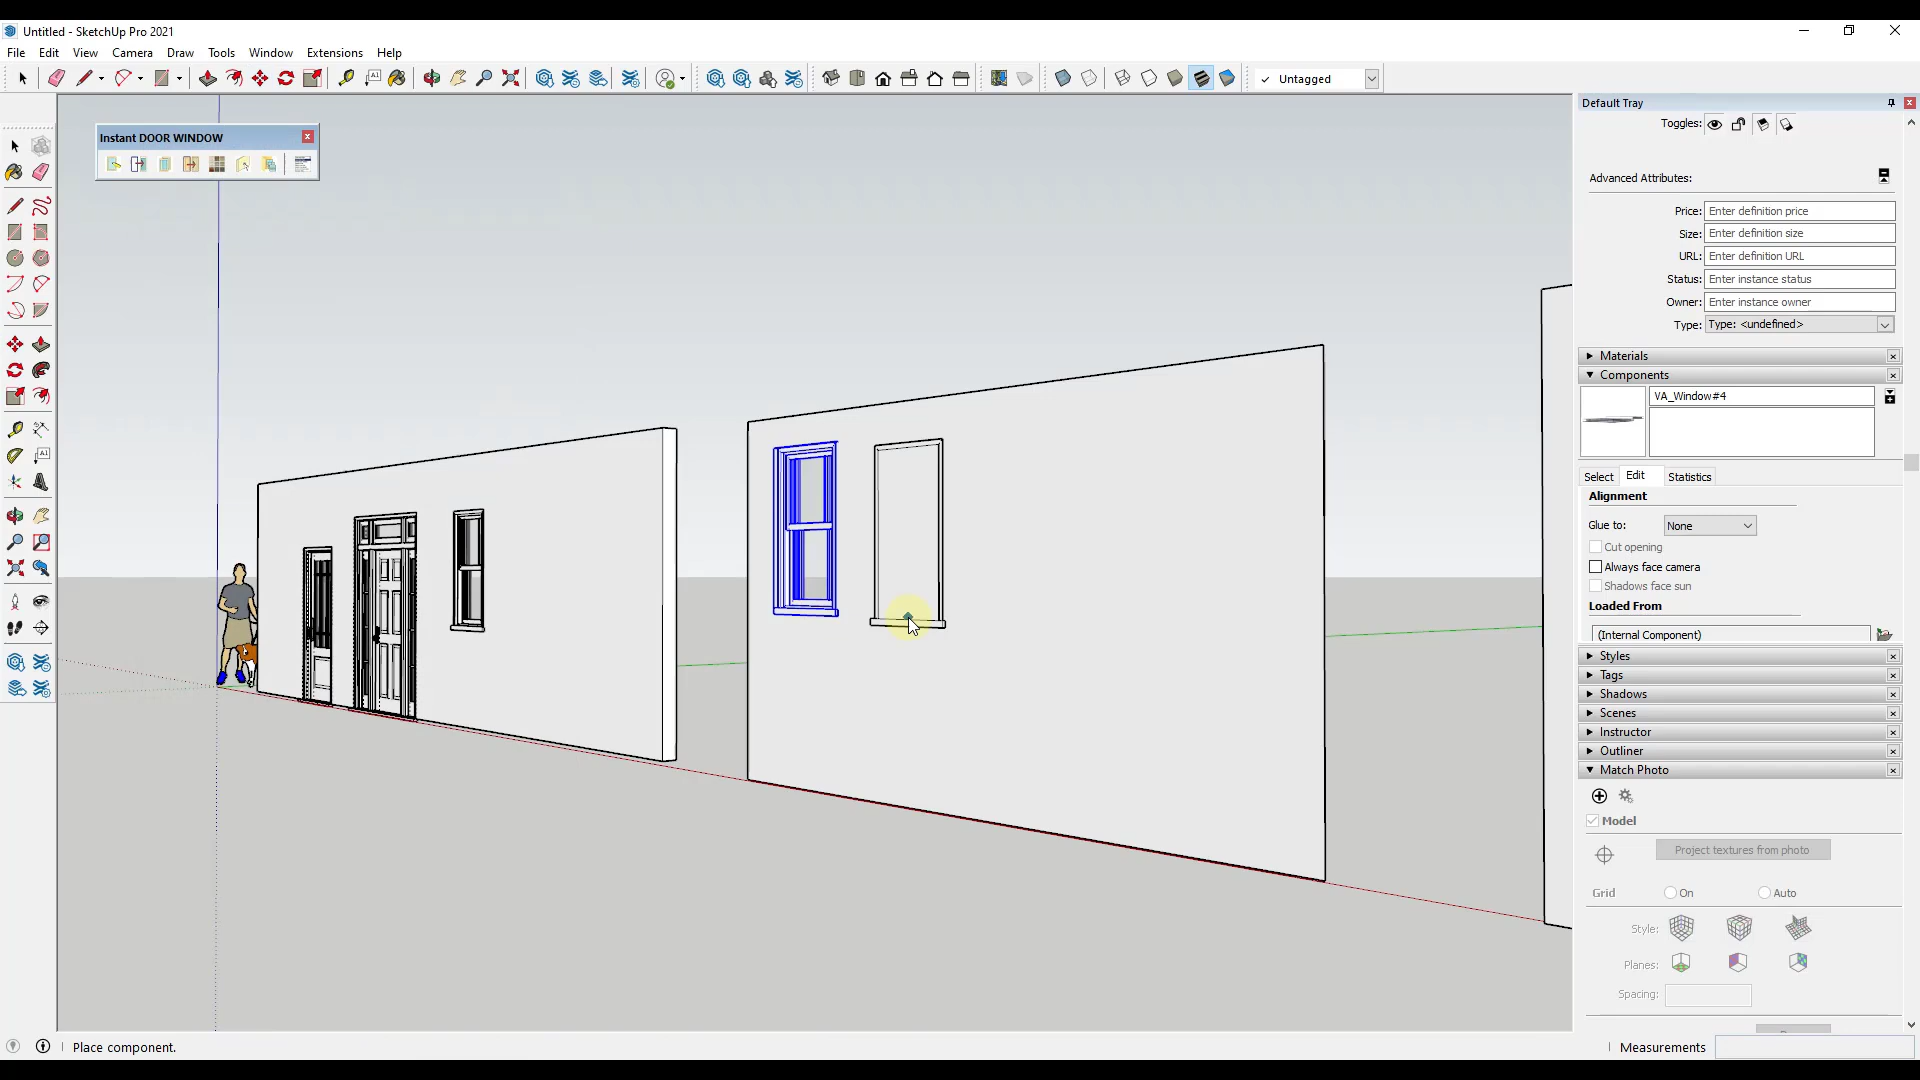 Untitled - SketchUp Pro 2021
File Edit View Camera Draw Tools Window Extensions Help
Untagged
Default Tray
Instant DOOR WINDOW
Toggles:
Advanced Attributes:
Price: Enter definition price
Size: Enter definition size
URL: Enter definition URL
Status: Enter instance status
Owner: Enter instance owner
Type: Type: <undefined>
Materials
Components
VA_Window#4
Select Edit Statistics
Alignment
Glue to: None
Cut opening
Always face camera
Shadows face sun
Loaded From
(Internal Component)
Styles
Tags
Shadows
Scenes
Instructor
Outliner
Match Photo
Model
Project textures from photo
Grid On Auto
Style:
Planes:
Spacing:
Place component.
Measurements